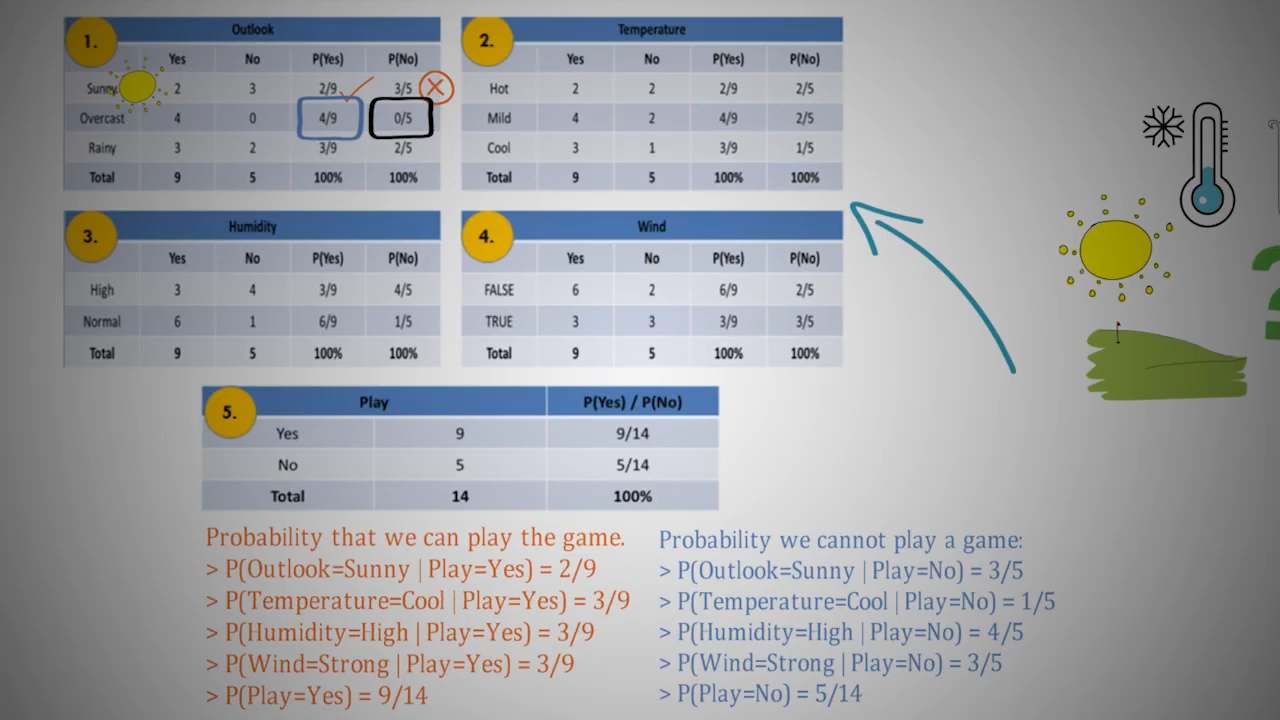 1. Outlook
Yes No P(Yes) P(No)
Sunny 2 3 2/9 3/5
Overcast 4 0 4/9 0/5
Rainy 3 2 3/9 2/5
Total 9 5 100% 100%
2. Temperature
Yes No P(Yes) P(No)
Hot 2 2 2/9 2/5
Mild 4 2 4/9 2/5
Cool 3 1 3/9 1/5
Total 9 5 100% 100%
3. Humidity
Yes No P(Yes) P(No)
High 3 4 3/9 4/5
Normal 6 1 6/9 1/5
Total 9 5 100% 100%
4. Wind
Yes No P(Yes) P(No)
FALSE 6 2 6/9 2/5
TRUE 3 3 3/9 3/5
Total 9 5 100% 100%
5. Play P(Yes) / P(No)
Yes 9 9/14
No 5 5/14
Total 14 100%
Probability that we can play the game.
> P(Outlook=Sunny | Play=Yes) = 2/9
> P(Temperature=Cool | Play=Yes) = 3/9
> P(Humidity=High | Play=Yes) = 3/9
> P(Wind=Strong | Play=Yes) = 3/9
> P(Play=Yes) = 9/14
Probability we cannot play a game:
> P(Outlook=Sunny | Play=No) = 3/5
> P(Temperature=Cool | Play=No) = 1/5
> P(Humidity=High | Play=No) = 4/5
> P(Wind=Strong | Play=No) = 3/5
> P(Play=No) = 5/14